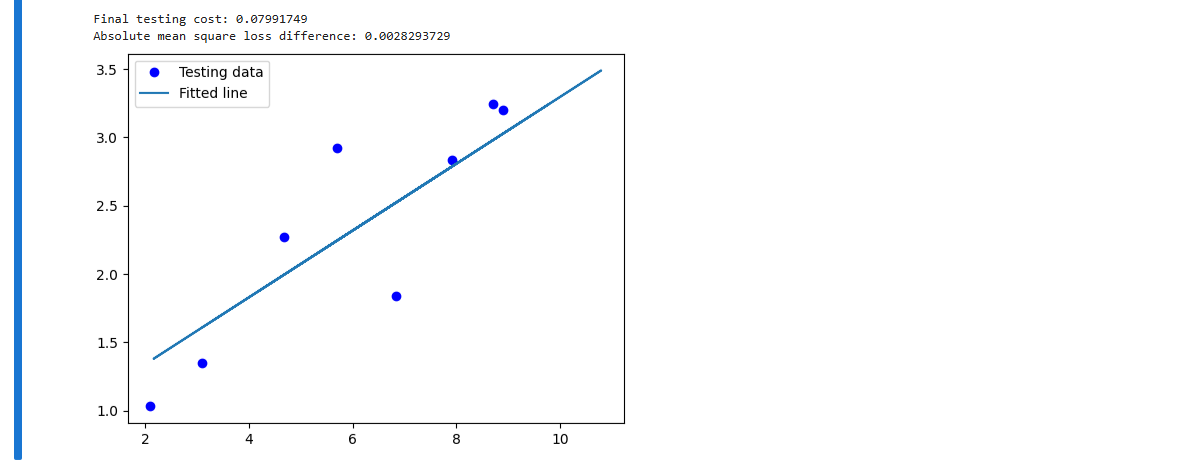 Final testing cost: 0.07991749
Absolute mean square loss difference: 0.0028293729
Testing data
Fitted line
3.5
3.0
2.5
2.0
1.5
1.0
2 4 6 8 10